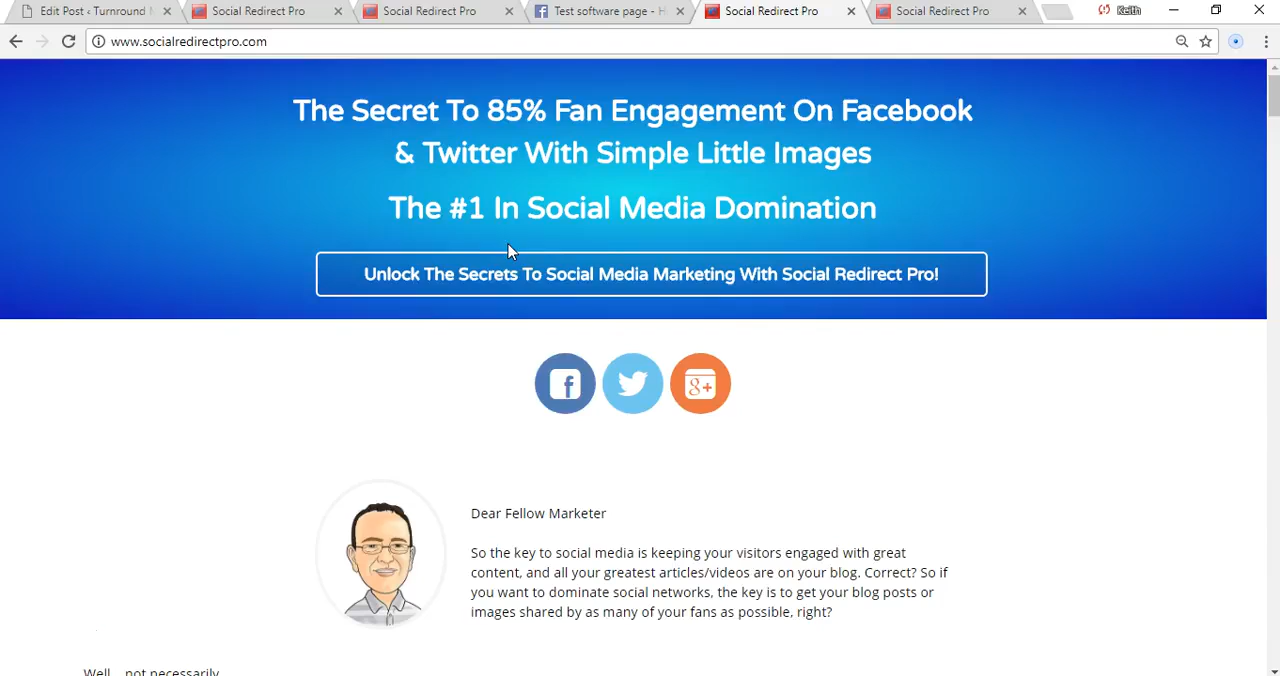 Edit Post ‹ Turnround M
Social Redirect Pro
Social Redirect Pro
Test software page - H
Social Redirect Pro
Social Redirect Pro
Keith
www.socialredirectpro.com
The Secret To 85% Fan Engagement On Facebook
& Twitter With Simple Little Images
The #1 In Social Media Domination
Unlock The Secrets To Social Media Marketing With Social Redirect Pro!
Dear Fellow Marketer
So the key to social media is keeping your visitors engaged with great
content, and all your greatest articles/videos are on your blog. Correct? So if
you want to dominate social networks, the key is to get your blog posts or
images shared by as many of your fans as possible, right?
Well... not necessarily